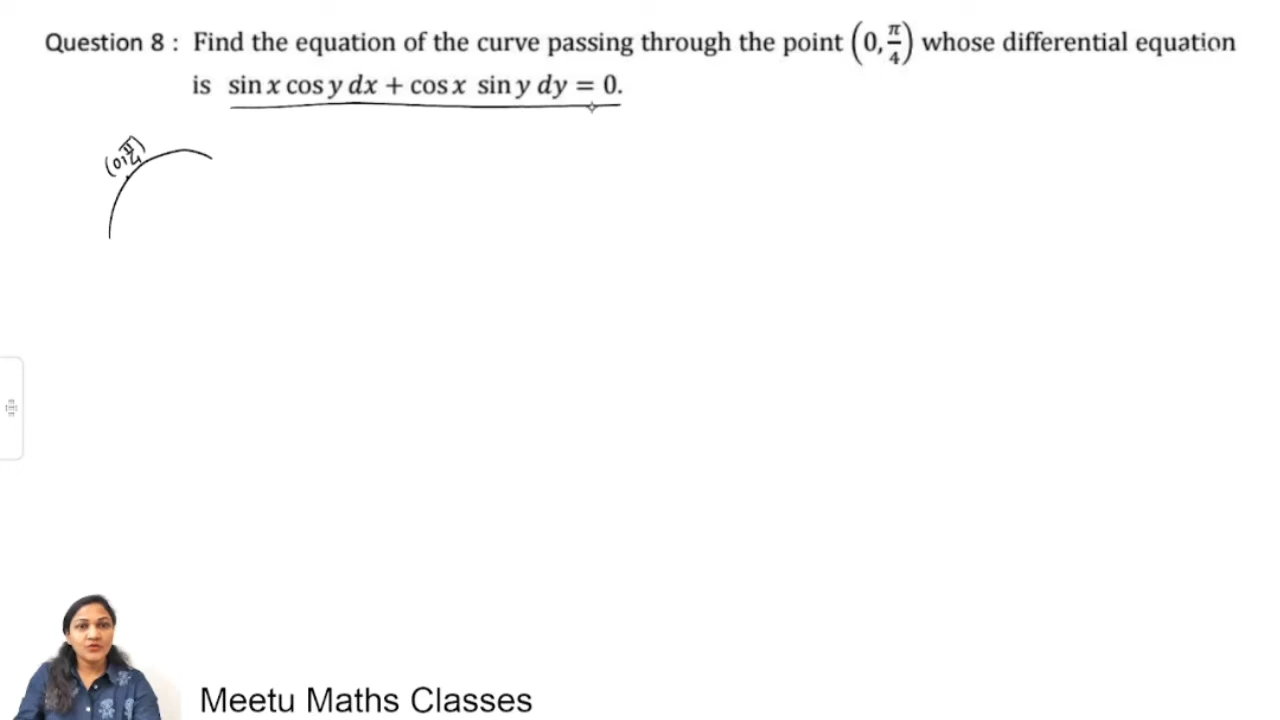 Question 8 : Find the equation of the curve passing through the point (0, π/4) whose differential equation
is sin x cos y dx + cos x sin y dy = 0.
(0, π/4)
Meetu Maths Classes